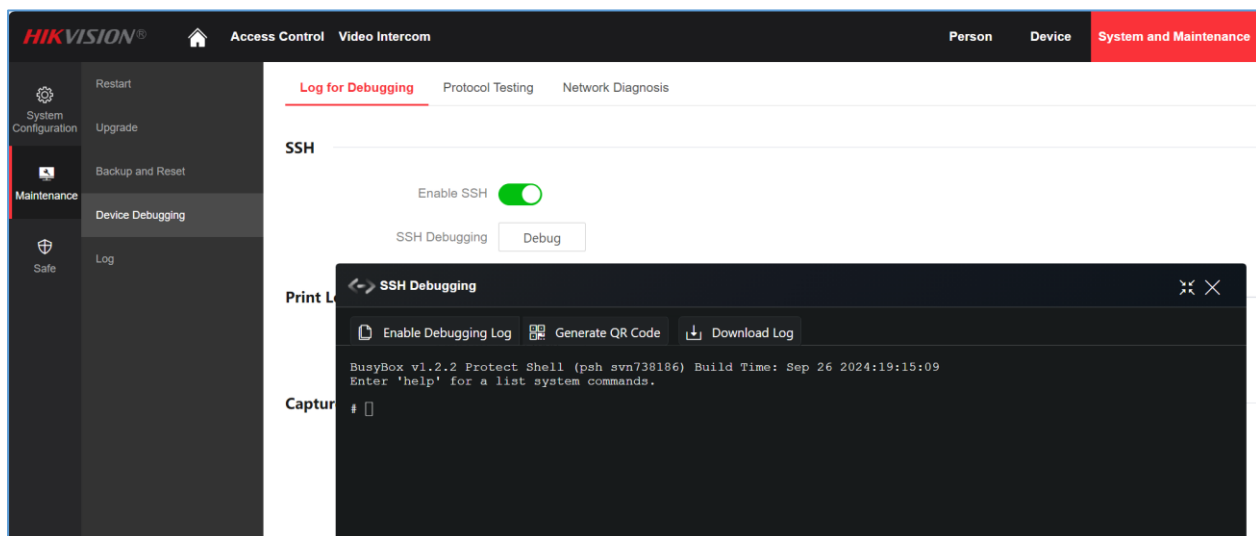 HIKVISION®
Access Control Video Intercom
Person Device System and Maintenance
System
Configuration
Maintenance
Safe
Restart
Upgrade
Backup and Reset
Device Debugging
Log
Log for Debugging Protocol Testing Network Diagnosis
SSH
Enable SSH
SSH Debugging Debug
Print L
Captur
SSH Debugging
Enable Debugging Log Generate QR Code Download Log
BusyBox v1.2.2 Protect Shell (psh svn738186) Build Time: Sep 26 2024:19:15:09
Enter 'help' for a list system commands.
#